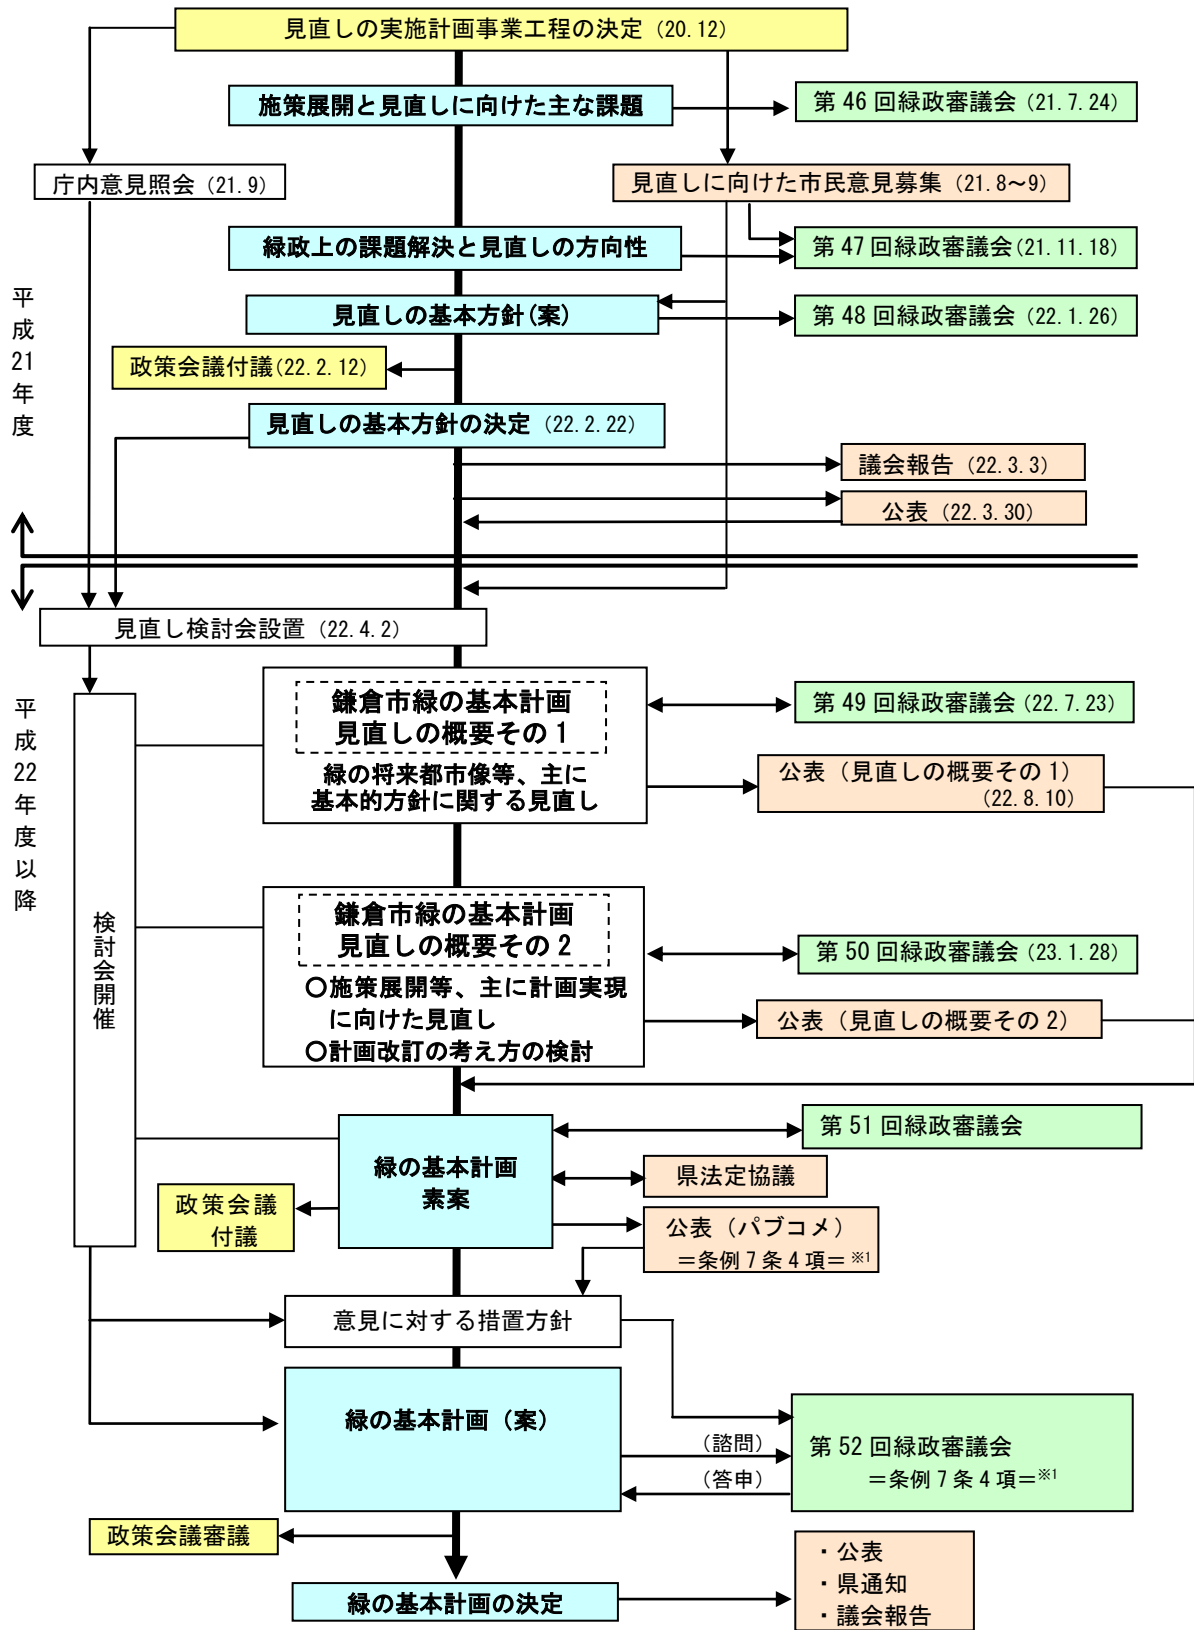 見直しの実施計画事業工程の決定（20.12）
施策展開と見直しに向けた主な課題
第 46 回緑政審議会（21.7.24）
庁内意見照会（21.9）
見直しに向けた市民意見募集（21.8～9）
緑政上の課題解決と見直しの方向性
第 47 回緑政審議会（21.11.18）
平成21年度
見直しの基本方針（案）
第 48 回緑政審議会（22.1.26）
政策会議付議（22.2.12）
見直しの基本方針の決定（22.2.22）
議会報告（22.3.3）
公表（22.3.30）
見直し検討会設置（22.4.2）
平成22年度以降
鎌倉市緑の基本計画
見直しの概要その 1
緑の将来都市像等、主に
基本的方針に関する見直し
第 49 回緑政審議会（22.7.23）
公表（見直しの概要その 1）
（22.8.10）
検討会開催
鎌倉市緑の基本計画
見直しの概要その 2
○施策展開等、主に計画実現
に向けた見直し
○計画改訂の考え方の検討
第 50 回緑政審議会（23.1.28）
公表（見直しの概要その 2）
緑の基本計画
素案
第 51 回緑政審議会
県法定協議
政策会議
付議
公表（パブコメ）
＝条例 7 条 4 項＝※1
意見に対する措置方針
緑の基本計画（案）
（諮問）
（答申）
第 52 回緑政審議会
＝条例 7 条 4 項＝※1
政策会議審議
緑の基本計画の決定
・公表
・県通知
・議会報告